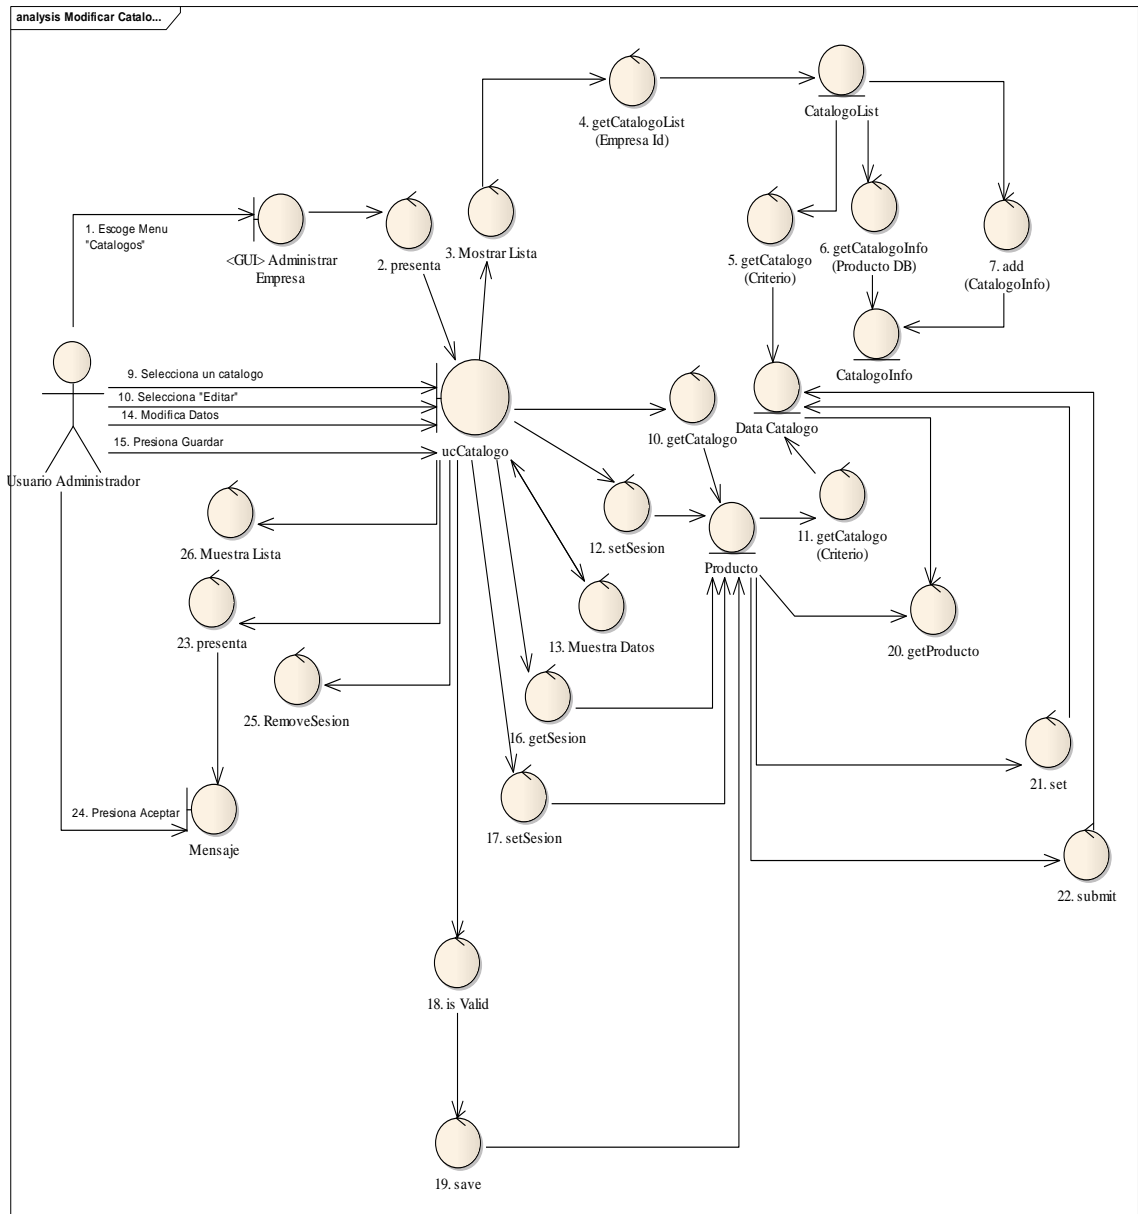 analysis Modificar Catalo...
4. getCatalogoList
(Empresa Id)
CatalogoList
1. Escoge Menu
"Catalogos"
<GUI> Administrar
Empresa
2. presenta
3. Mostrar Lista
5. getCatalogo
(Criterio)
6. getCatalogoInfo
(Producto DB)
7. add
(CatalogoInfo)
CatalogoInfo
9. Selecciona un catalogo
10. Selecciona "Editar"
14. Modifica Datos
15. Presiona Guardar
Usuario Administrador
ucCatalogo
10. getCatalogo
Data Catalogo
26. Muestra Lista
12. setSesion
Producto
11. getCatalogo
(Criterio)
23. presenta
13. Muestra Datos
20. getProducto
25. RemoveSesion
16. getSesion
21. set
24. Presiona Aceptar
Mensaje
17. setSesion
22. submit
18. is Valid
19. save